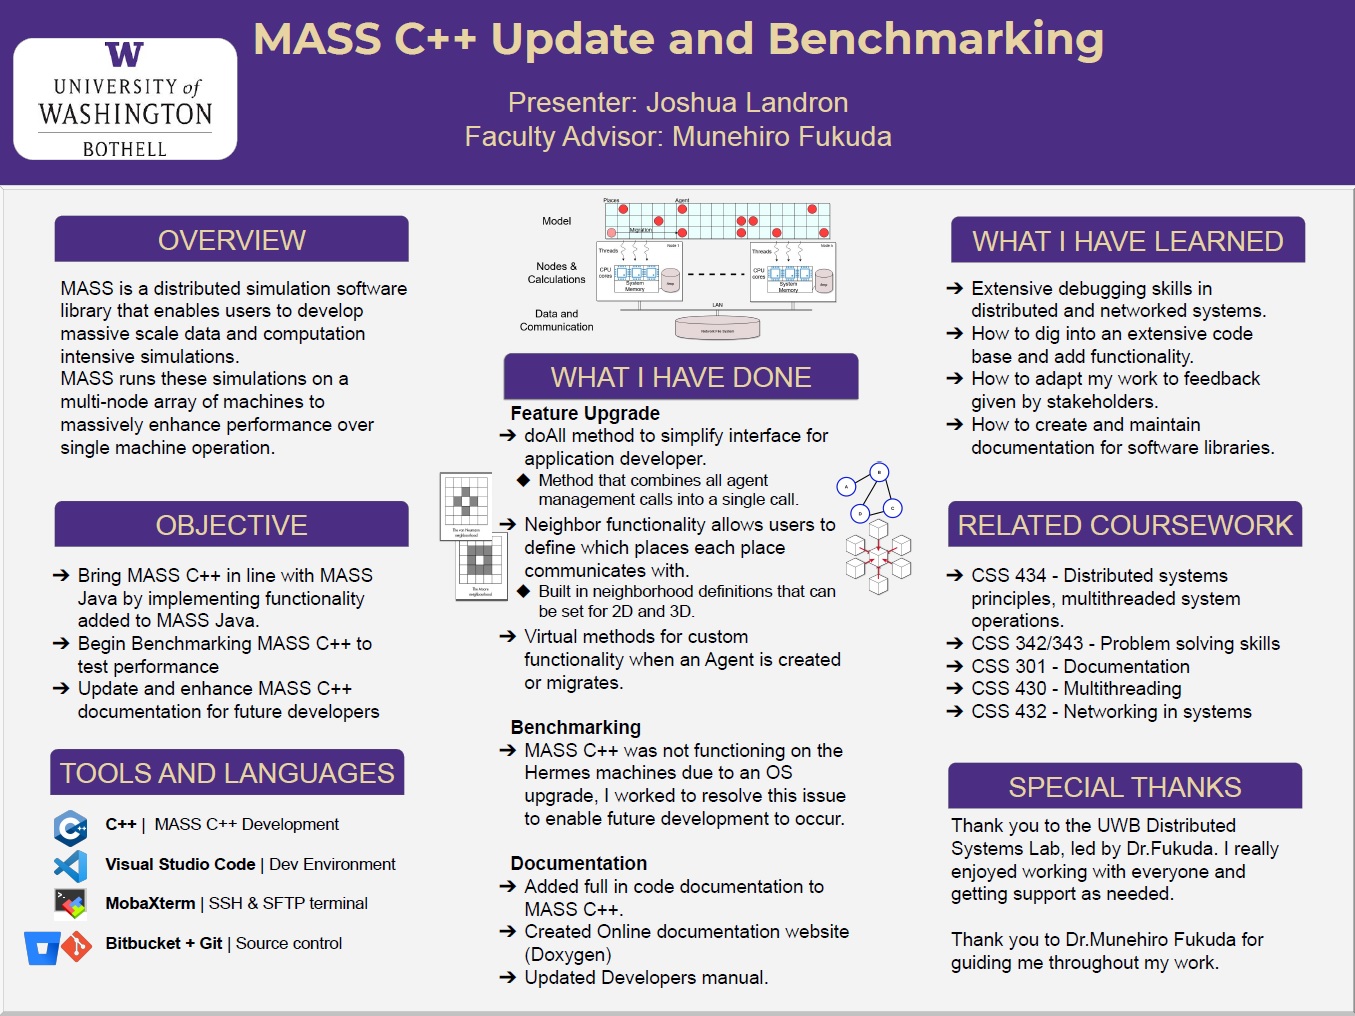 MASS C++ Update and Benchmarking
W
UNIVERSITY of
WASHINGTON
BOTHELL
Presenter: Joshua Landron
Faculty Advisor: Munehiro Fukuda
OVERVIEW
MASS is a distributed simulation software
library that enables users to develop
massive scale data and computation
intensive simulations.
MASS runs these simulations on a
multi-node array of machines to
massively enhance performance over
single machine operation.
OBJECTIVE
➔ Bring MASS C++ in line with MASS
Java by implementing functionality
added to MASS Java.
➔ Begin Benchmarking MASS C++ to
test performance
➔ Update and enhance MASS C++
documentation for future developers
TOOLS AND LANGUAGES
C++ | MASS C++ Development
Visual Studio Code | Dev Environment
MobaXterm | SSH & SFTP terminal
Bitbucket + Git | Source control
Places
Agent
Model
Migration
Threads
Node 1
Threads
Nodes &
Calculations
CPU
cores
System
Memory
CPU
cores
System
Memory
LAN
Data and
Communication
Network File System
WHAT I HAVE DONE
Feature Upgrade
➔ doAll method to simplify interface for
application developer.
◆ Method that combines all agent
management calls into a single call.
➔ Neighbor functionality allows users to
define which places each place
communicates with.
◆ Built in neighborhood definitions that can
be set for 2D and 3D.
➔ Virtual methods for custom
functionality when an Agent is created
or migrates.
The von Neumann
neighborhood
The Moore
neighborhood
A
B
C
D
Benchmarking
➔ MASS C++ was not functioning on the
Hermes machines due to an OS
upgrade, I worked to resolve this issue
to enable future development to occur.
Documentation
➔ Added full in code documentation to
MASS C++.
➔ Created Online documentation website
(Doxygen)
➔ Updated Developers manual.
WHAT I HAVE LEARNED
➔ Extensive debugging skills in
distributed and networked systems.
➔ How to dig into an extensive code
base and add functionality.
➔ How to adapt my work to feedback
given by stakeholders.
➔ How to create and maintain
documentation for software libraries.
RELATED COURSEWORK
➔ CSS 434 - Distributed systems
principles, multithreaded system
operations.
➔ CSS 342/343 - Problem solving skills
➔ CSS 301 - Documentation
➔ CSS 430 - Multithreading
➔ CSS 432 - Networking in systems
SPECIAL THANKS
Thank you to the UWB Distributed
Systems Lab, led by Dr.Fukuda. I really
enjoyed working with everyone and
getting support as needed.
Thank you to Dr.Munehiro Fukuda for
guiding me throughout my work.